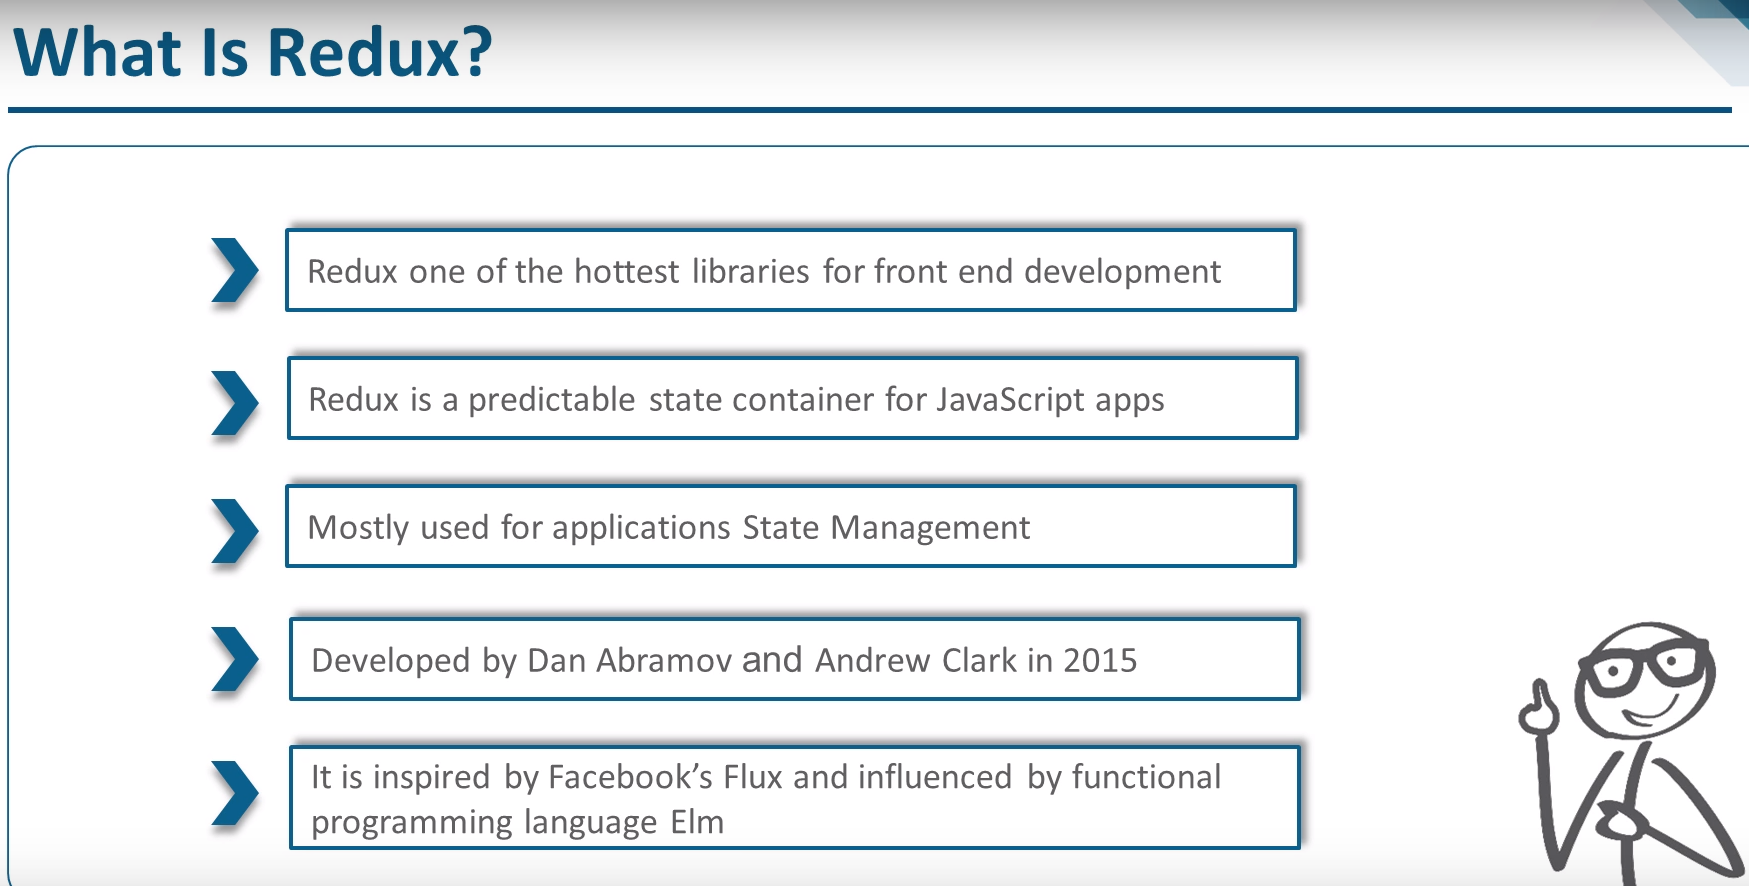 What Is Redux?
Redux one of the hottest libraries for front end development
Redux is a predictable state container for JavaScript apps
Mostly used for applications State Management
Developed by Dan Abramov and Andrew Clark in 2015
It is inspired by Facebook’s Flux and influenced by functional
programming language Elm